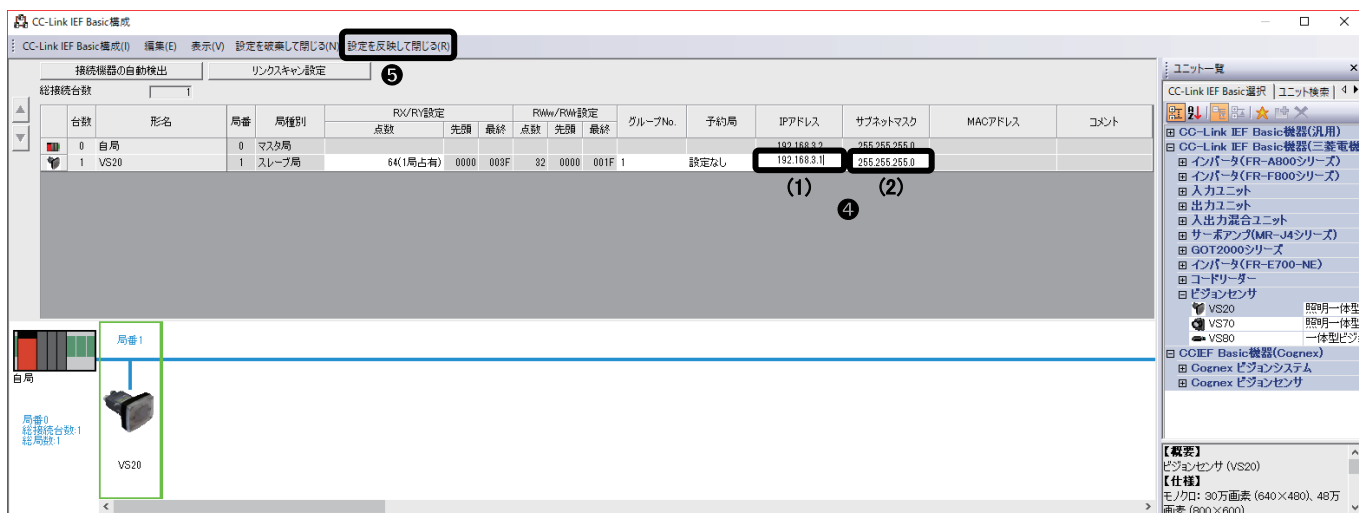 CC-Link IEF Basic構成
CC-Link IEF Basic構成(I) 編集(E) 表示(V) 設定を破棄して閉じる(N) 設定を反映して閉じる(R)
❺
接続機器の自動検出 リンクスキャン設定
総接続台数 1
台数 形名 局番 局種別 RX/RY設定 RWw/RWr設定 グループNo. 予約局 IPアドレス サブネットマスク MACアドレス コメント
点数 先頭 最終 点数 先頭 最終
0 自局 0 マスタ局 192.168.3.2 255.255.255.0
1 VS20 1 スレーブ局 64(1局占有) 0000 003F 32 0000 001F 1 設定なし 192.168.3.1 255.255.255.0
(1) (2)
❹
局番1
自局
局番0
総接続台数:1
総局数:1
VS20
ユニット一覧
CC-Link IEF Basic選択 ユニット検索
CC-Link IEF Basic機器(汎用)
CC-Link IEF Basic機器(三菱電機
インバータ(FR-A800シリーズ)
インバータ(FR-F800シリーズ)
入力ユニット
出力ユニット
入出力混合ユニット
サーボアンプ(MR-J4シリーズ)
GOT2000シリーズ
インバータ(FR-E700-NE)
コードリーダー
ビジョンセンサ
VS20 照明一体型
VS70 照明一体型
VS80 一体型ビジ
CCIEF Basic機器(Cognex)
Cognex ビジョンシステム
Cognex ビジョンセンサ
【概要】
ビジョンセンサ (VS20)
【仕様】
モノクロ: 30万画素 (640×480)、48万
画素 (800×600)